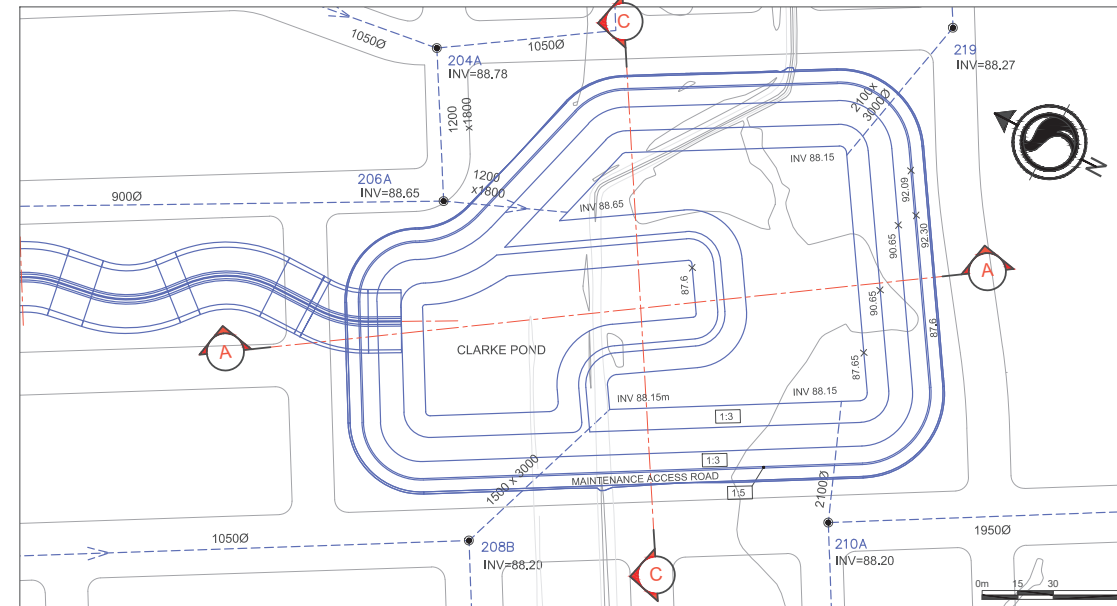 1050Ø
1050Ø
C
204A
INV=88.78
219
INV=88.27
1200
x1800
2100x
3000Ø
N
206A
INV=88.65
900Ø
1200
x1800
INV 88.15
INV 88.65
92.09
92.30
90.65
87.6
90.65
A
A
87.6
CLARKE POND
87.65
INV 88.15m
INV 88.15
1:3
1:3
MAINTENANCE ACCESS ROAD
1:5
1500 x 3000
2100Ø
1050Ø
208B
INV=88.20
C
210A
INV=88.20
1950Ø
0m 15 30